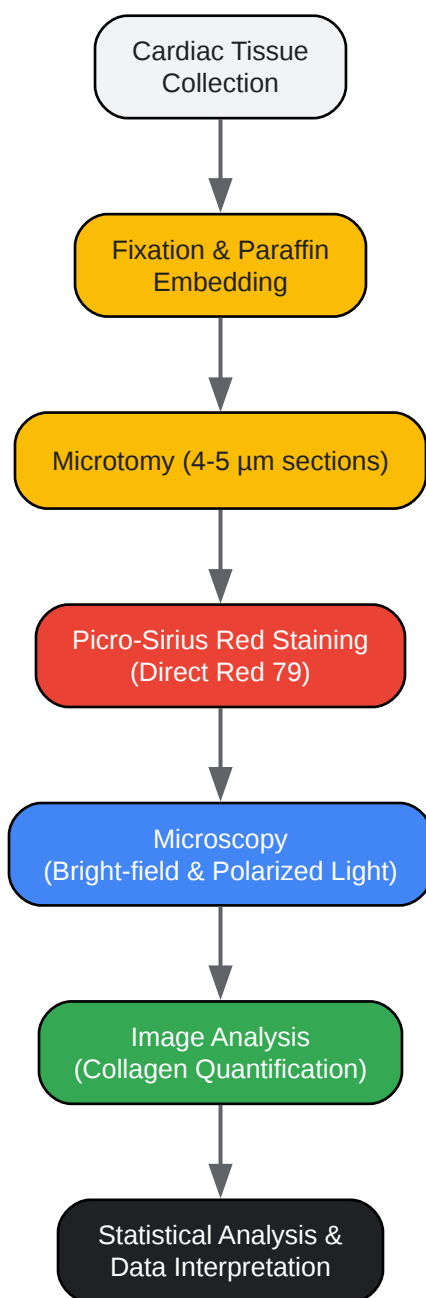 Cardiac Tissue
Collection
Fixation & Paraffin
Embedding
Microtomy (4-5 µm sections)
Picro-Sirius Red Staining
(Direct Red 79)
Microscopy
(Bright-field & Polarized Light)
Image Analysis
(Collagen Quantification)
Statistical Analysis &
Data Interpretation